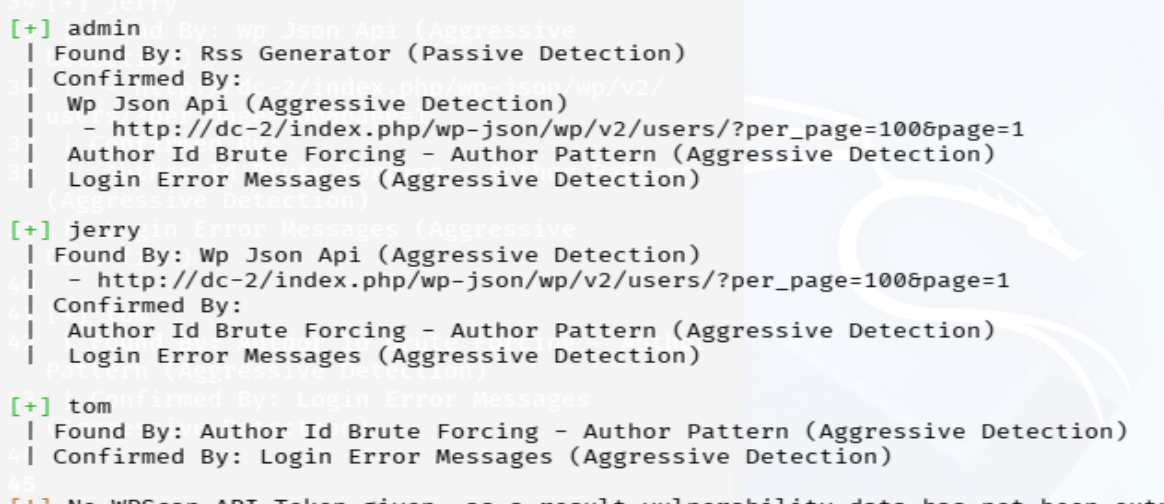 [+] admin
| Found By: Rss Generator (Passive Detection)
| Confirmed By:
| Wp Json Api (Aggressive Detection)
| - http://dc-2/index.php/wp-json/wp/v2/users/?per_page=100&page=1
| Author Id Brute Forcing - Author Pattern (Aggressive Detection)
| Login Error Messages (Aggressive Detection)
[+] jerry
| Found By: Wp Json Api (Aggressive Detection)
| - http://dc-2/index.php/wp-json/wp/v2/users/?per_page=100&page=1
| Confirmed By:
| Author Id Brute Forcing - Author Pattern (Aggressive Detection)
| Login Error Messages (Aggressive Detection)
[+] tom
| Found By: Author Id Brute Forcing - Author Pattern (Aggressive Detection)
| Confirmed By: Login Error Messages (Aggressive Detection)